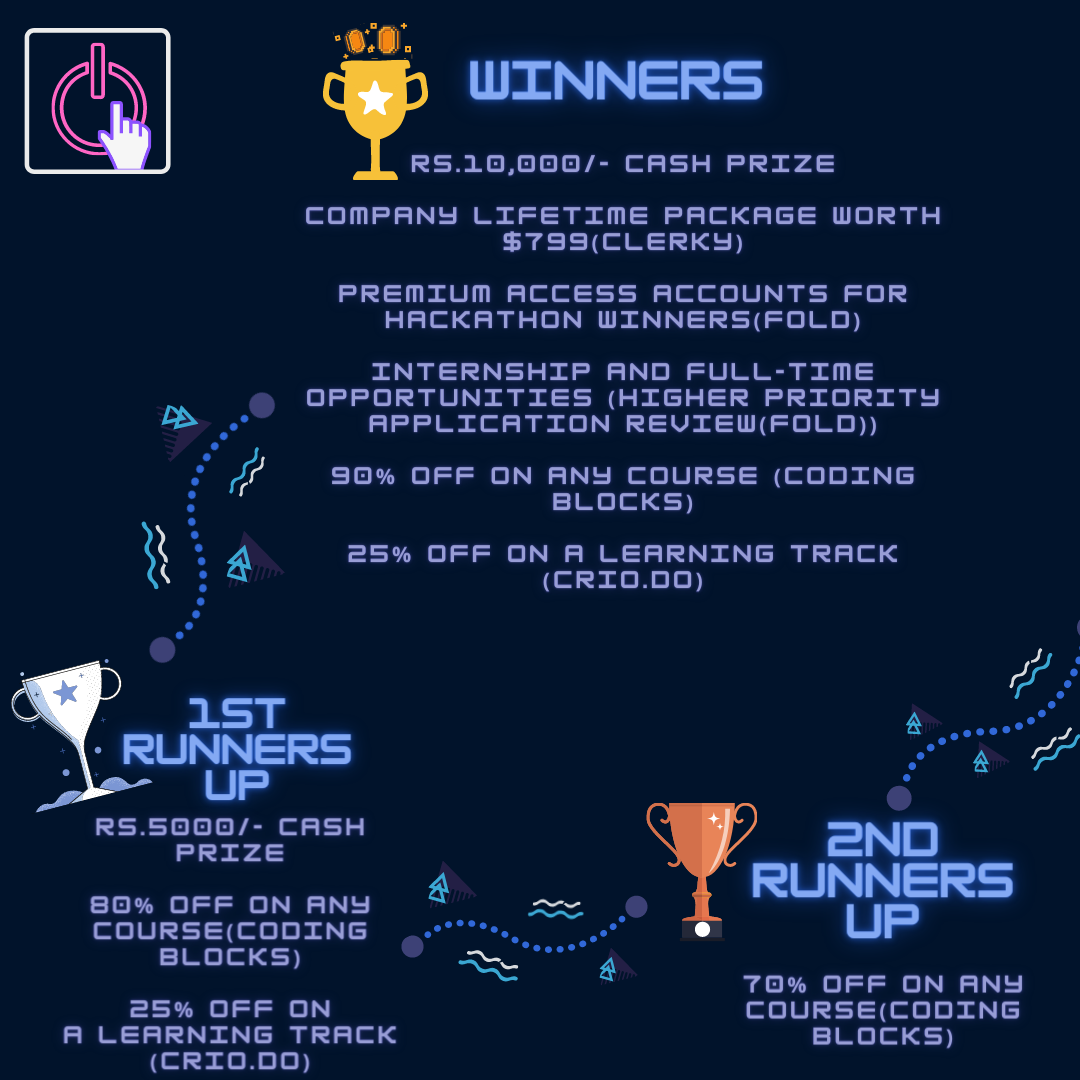 WINNERS
RS.10,000/- CASH PRIZE
COMPANY LIFETIME PACKAGE WORTH
$799(CLERKY)
PREMIUM ACCESS ACCOUNTS FOR
HACKATHON WINNERS(FOLD)
INTERNSHIP AND FULL-TIME
OPPORTUNITIES (HIGHER PRIORITY
APPLICATION REVIEW(FOLD))
90% OFF ON ANY COURSE (CODING
BLOCKS)
25% OFF ON A LEARNING TRACK
(CRIO.DO)
1ST
RUNNERS
UP
RS.5000/- CASH
PRIZE
80% OFF ON ANY
COURSE(CODING
BLOCKS)
25% OFF ON
A LEARNING TRACK
(CRIO.DO)
2ND
RUNNERS
UP
70% OFF ON ANY
COURSE(CODING
BLOCKS)